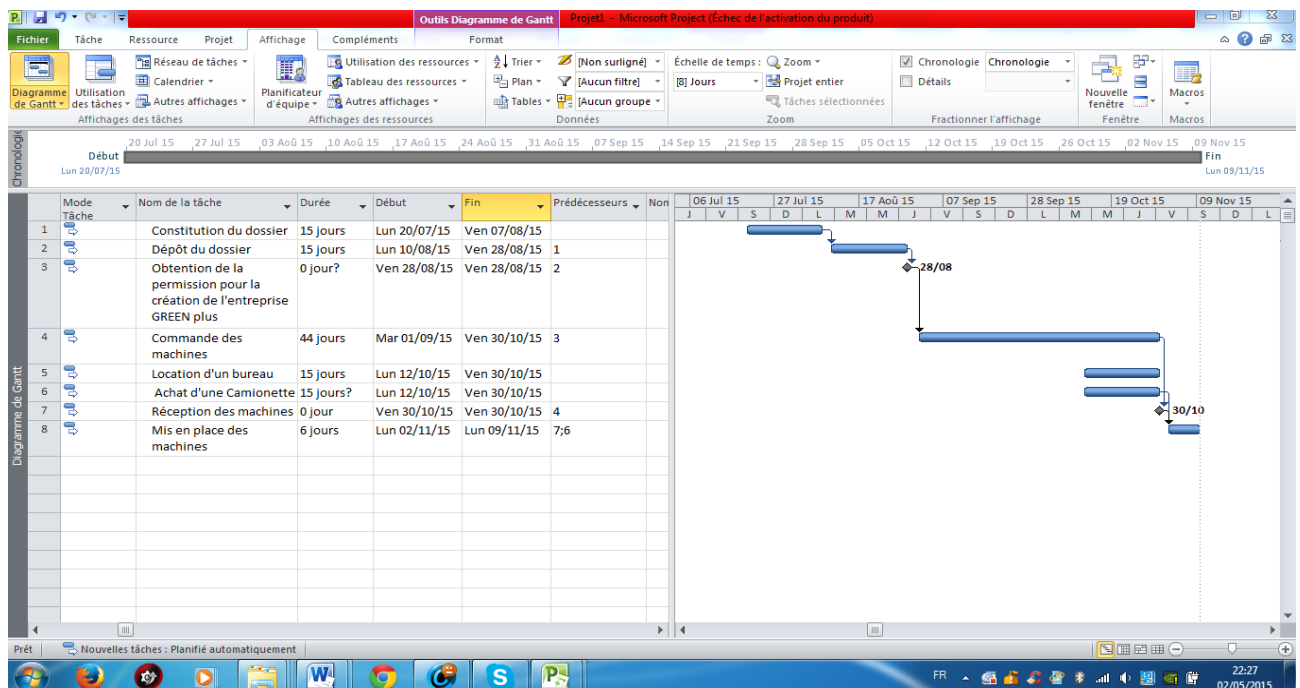 Outils Diagramme de Gantt Projet1 - Microsoft Project (Échec de l'activation du produit)
Fichier Tâche Ressource Projet Affichage Compléments Format
Diagramme de Gantt
Utilisation des tâches
Réseau de tâches
Calendrier
Autres affichages
Affichages des tâches
Planificateur d'équipe
Utilisation des ressources
Tableau des ressources
Autres affichages
Affichages des ressources
Trier
Plan
Tables
[Non surligné]
[Aucun filtre]
[Aucun groupe
Données
Échelle de temps :
[8] Jours
Zoom
Projet entier
Tâches sélectionnées
Zoom
Chronologie Chronologie
Détails
Fractionner l'affichage
Nouvelle fenêtre
Fenêtre
Macros
Macros
Chronologie
20 Jul 15 27 Jul 15 03 Aoû 15 10 Aoû 15 17 Aoû 15 24 Aoû 15 31 Aoû 15 07 Sep 15 14 Sep 15 21 Sep 15 28 Sep 15 05 Oct 15 12 Oct 15 19 Oct 15 26 Oct 15 02 Nov 15 09 Nov 15
Début
Lun 20/07/15
Fin
Lun 09/11/15
Mode Tâche Nom de la tâche Durée Début Fin Prédécesseurs Non
06 Jul 15 27 Jul 15 17 Aoû 15 07 Sep 15 28 Sep 15 19 Oct 15 09 Nov 15
J V S D L M M J V S D L M M J V S D L
1 Constitution du dossier 15 jours Lun 20/07/15 Ven 07/08/15
2 Dépôt du dossier 15 jours Lun 10/08/15 Ven 28/08/15 1
3 Obtention de la 0 jour? Ven 28/08/15 Ven 28/08/15 2
permission pour la
création de l'entreprise
GREEN plus
28/08
4 Commande des 44 jours Mar 01/09/15 Ven 30/10/15 3
machines
5 Location d'un bureau 15 jours Lun 12/10/15 Ven 30/10/15
6 Achat d'une Camionette 15 jours? Lun 12/10/15 Ven 30/10/15
7 Réception des machines 0 jour Ven 30/10/15 Ven 30/10/15 4
30/10
8 Mis en place des 6 jours Lun 02/11/15 Lun 09/11/15 7;6
machines
Diagramme de Gantt
Prêt Nouvelles tâches : Planifié automatiquement
FR 22:27
02/05/2015